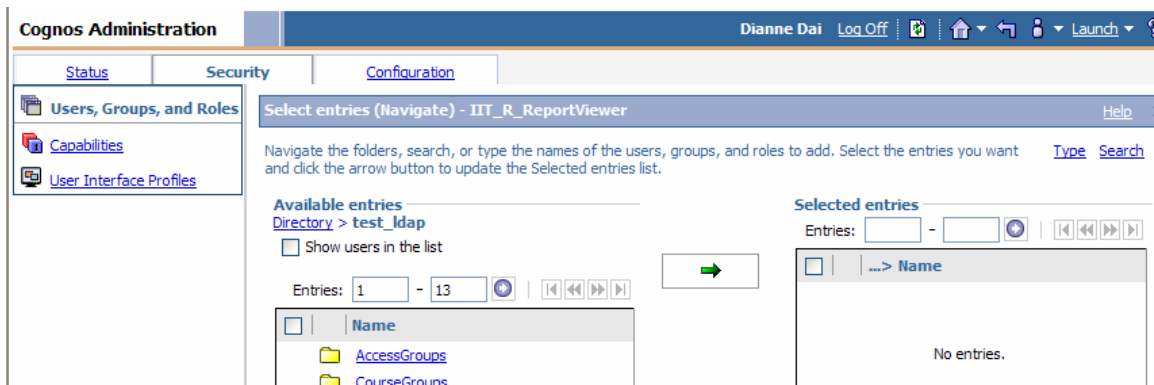 Cognos Administration
Dianne Dai Log Off Launch
Status Security Configuration
Users, Groups, and Roles
Capabilities
User Interface Profiles
Select entries (Navigate) - IIT_R_ReportViewer Help
Navigate the folders, search, or type the names of the users, groups, and roles to add. Select the entries you want
and click the arrow button to update the Selected entries list.
Type Search
Available entries
Directory > test_ldap
Show users in the list
Entries: 1 - 13
Name
AccessGroups
CourseGroups
Selected entries
Entries: -
...> Name
No entries.